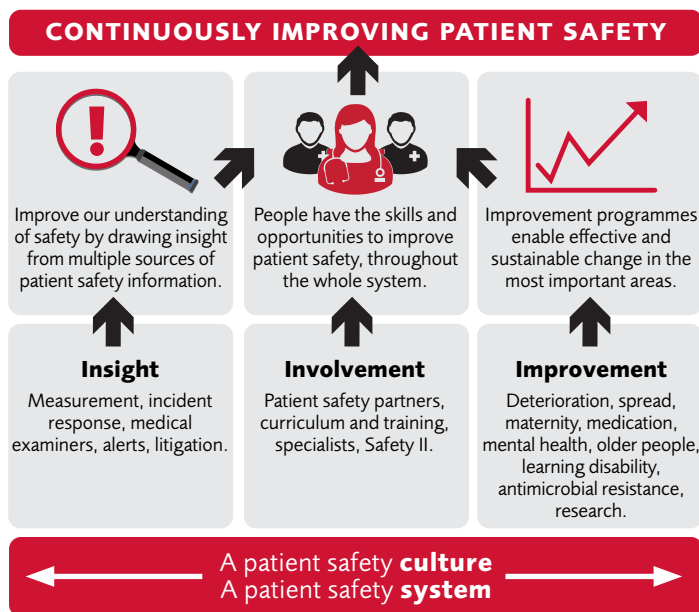 CONTINUOUSLY IMPROVING PATIENT SAFETY
Improve our understanding
of safety by drawing insight
from multiple sources of
patient safety information.
People have the skills and
opportunities to improve
patient safety, throughout
the whole system.
Improvement programmes
enable effective and
sustainable change in the
most important areas.
Insight
Measurement, incident
response, medical
examiners, alerts, litigation.
Involvement
Patient safety partners,
curriculum and training,
specialists, Safety II.
Improvement
Deterioration, spread,
maternity, medication,
mental health, older people,
learning disability,
antimicrobial resistance,
research.
A patient safety culture
A patient safety system